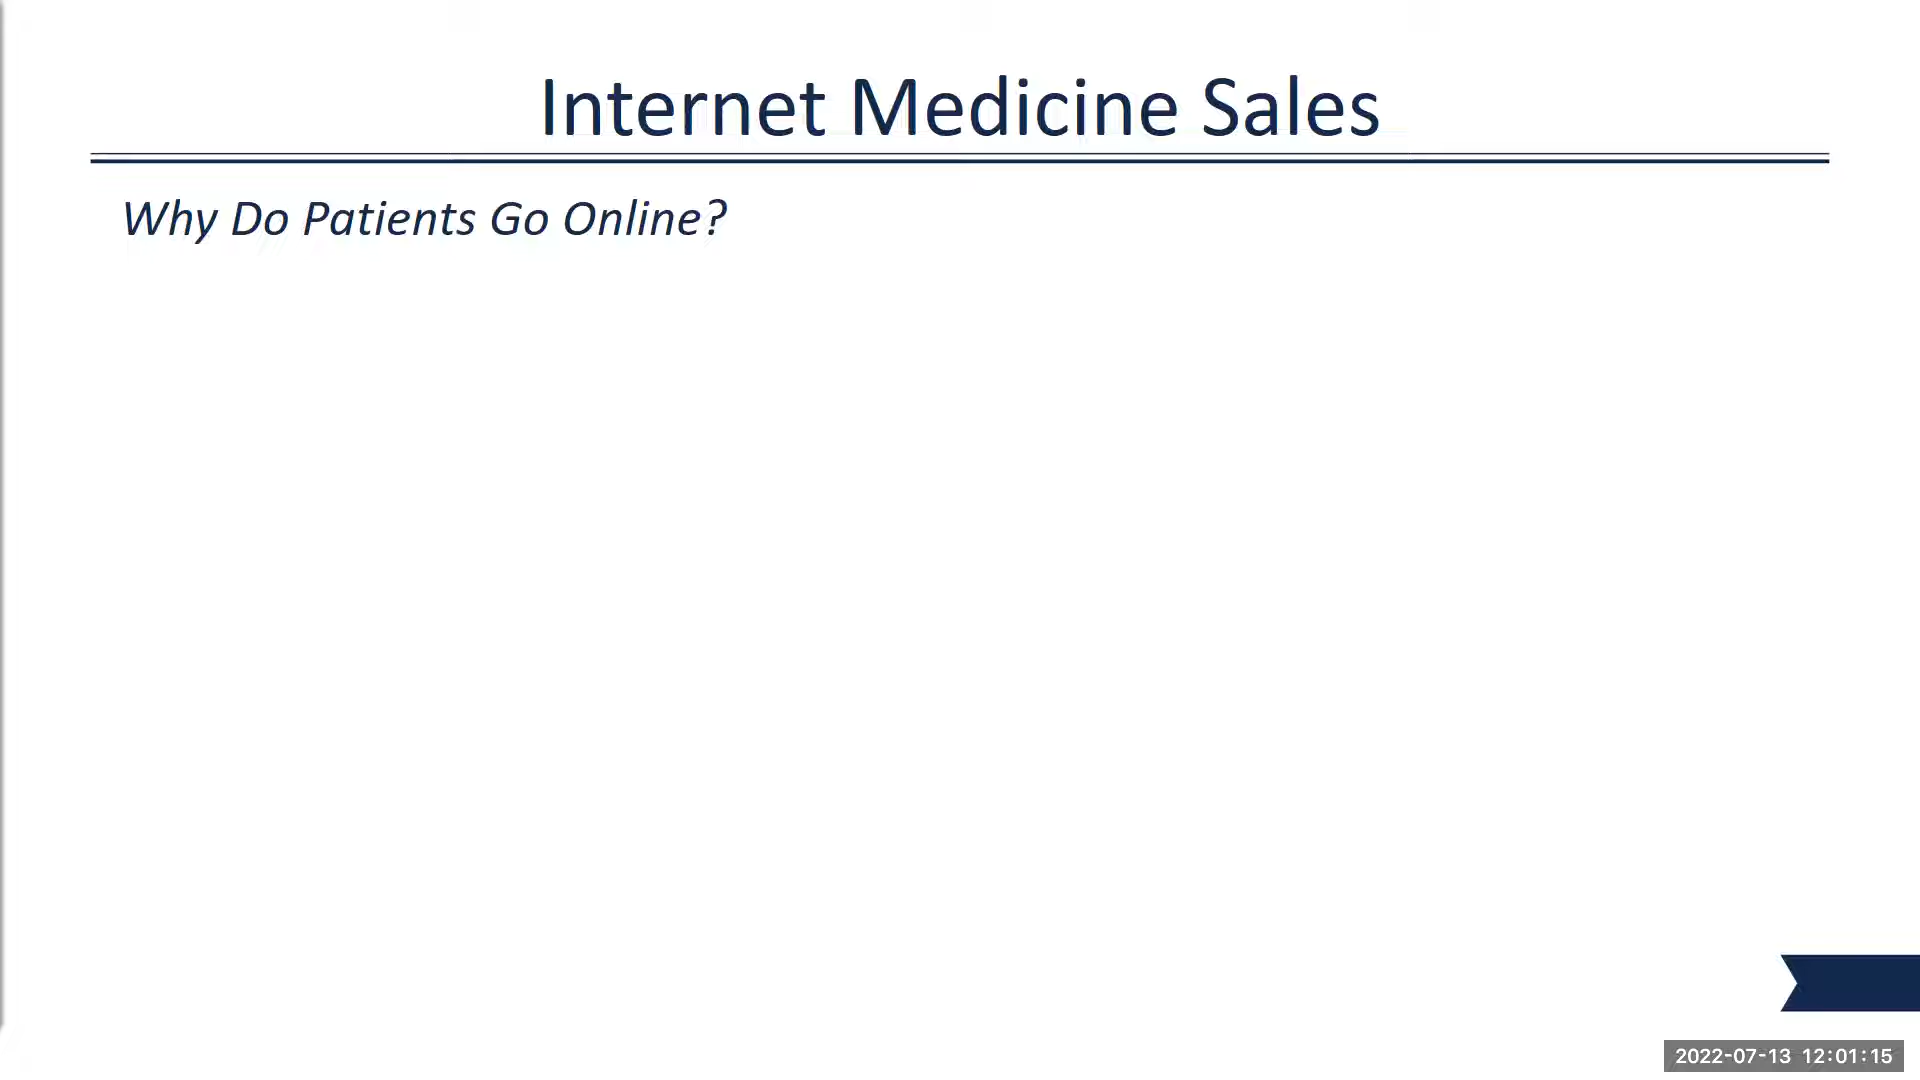 Internet Medicine Sales
Why Do Patients Go Online?
2022-07-13 12:01:15